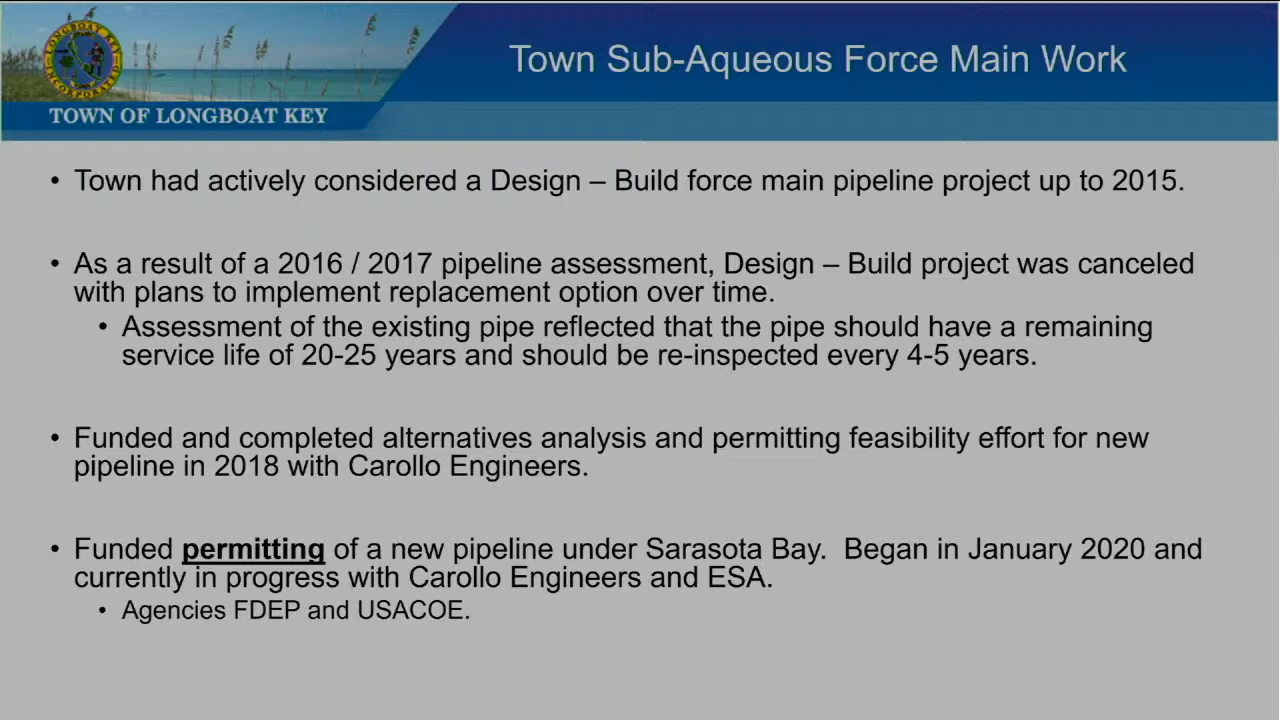 LONGBOAT KEY
INCORPORATED
TOWN OF LONGBOAT KEY
Town Sub-Aqueous Force Main Work
• Town had actively considered a Design – Build force main pipeline project up to 2015.
• As a result of a 2016 / 2017 pipeline assessment, Design – Build project was canceled
with plans to implement replacement option over time.
• Assessment of the existing pipe reflected that the pipe should have a remaining
service life of 20-25 years and should be re-inspected every 4-5 years.
• Funded and completed alternatives analysis and permitting feasibility effort for new
pipeline in 2018 with Carollo Engineers.
• Funded permitting of a new pipeline under Sarasota Bay.  Began in January 2020 and
currently in progress with Carollo Engineers and ESA.
• Agencies FDEP and USACOE.